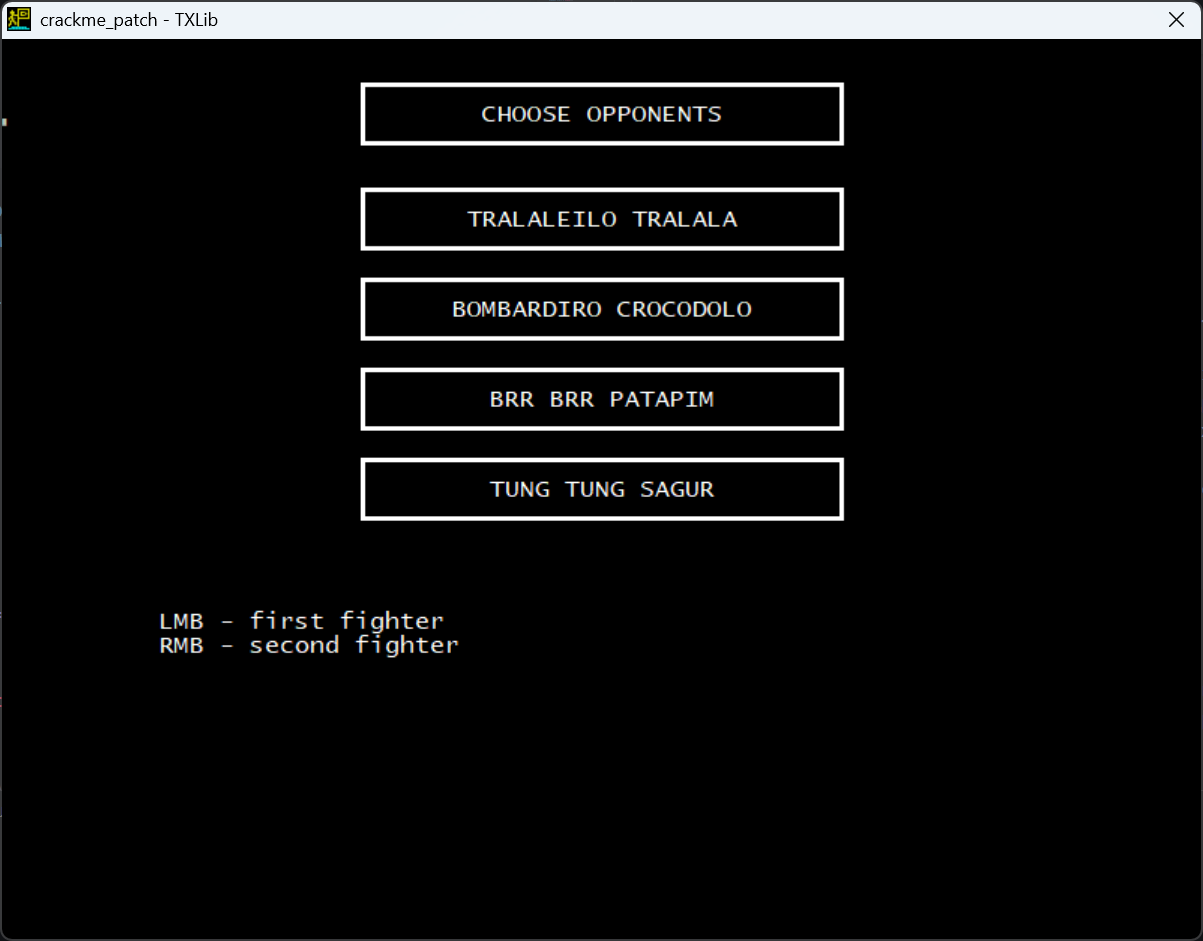 crackme_patch - TXLib
CHOOSE OPPONENTS
TRALALEILO TRALALA
BOMBARDIRO CROCODOLO
BRR BRR PATAPIM
TUNG TUNG SAGUR
LMB - first fighter
RMB - second fighter